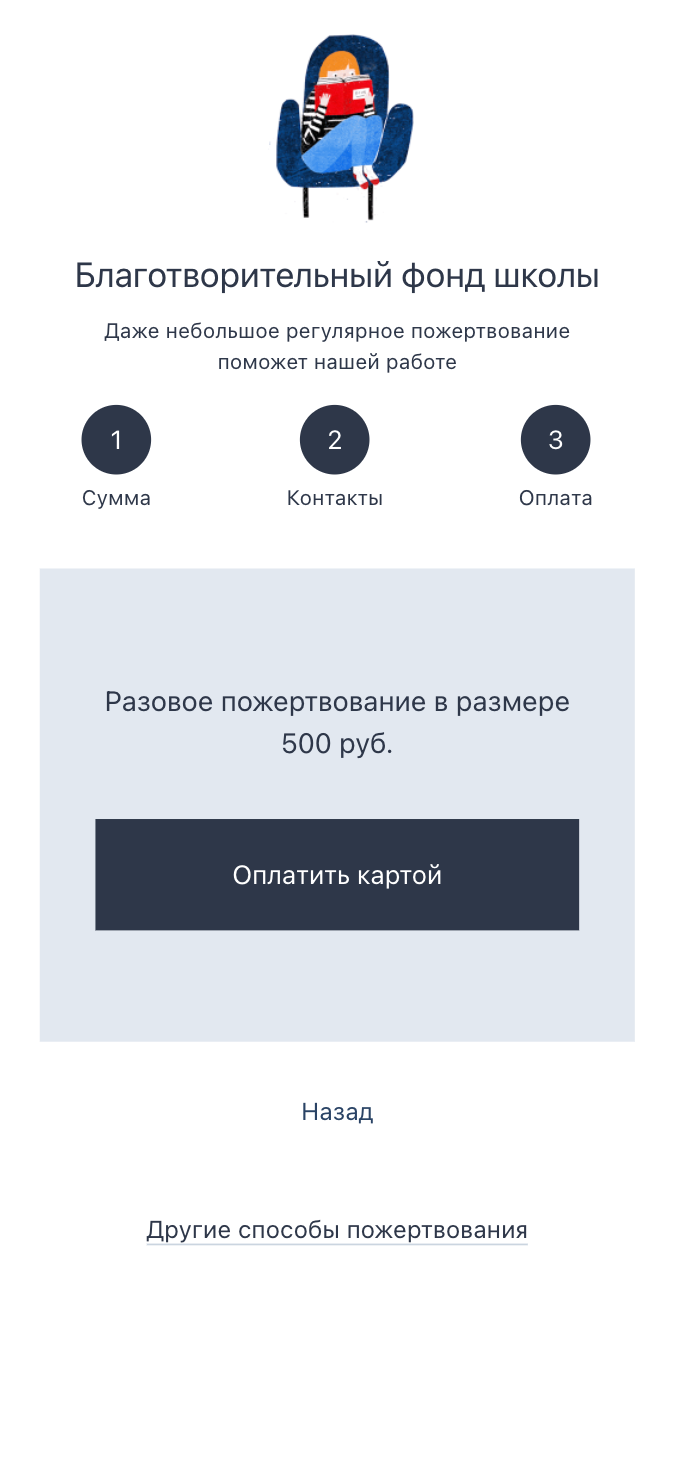 Благотворительный фонд школы
Даже небольшое регулярное пожертвование
поможет нашей работе
1
2
3
Сумма
Контакты
Оплата
Разовое пожертвование в размере
500 руб.
Оплатить картой
Назад
Другие способы пожертвования